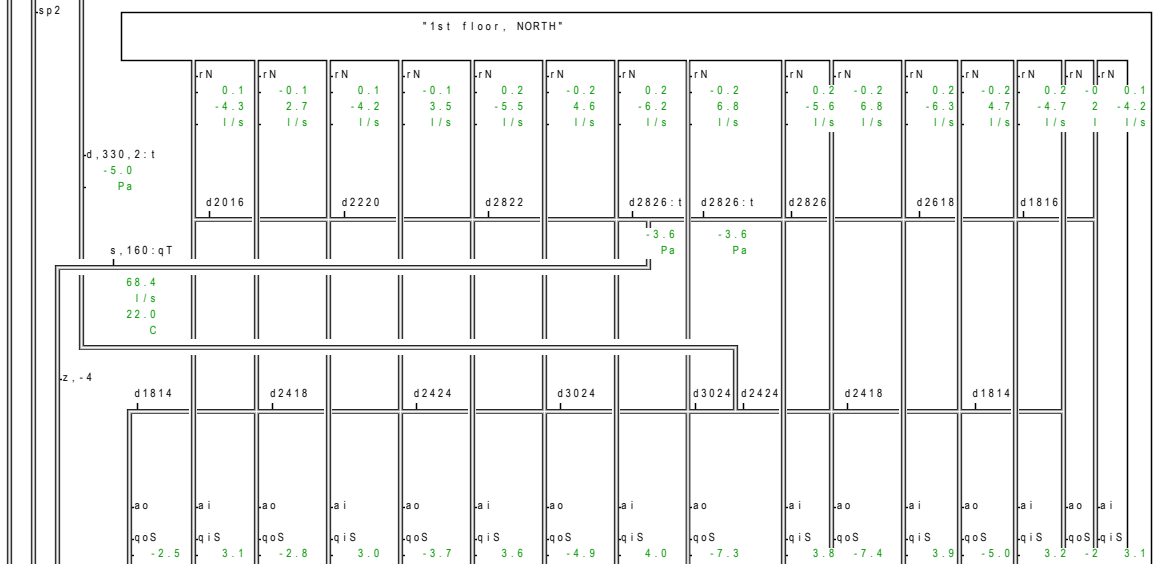 sp2
"1st floor, NORTH"
rN rN rN rN rN rN rN rN rN rN rN rN rN rN rN
0.1 -0.1 0.1 -0.1 0.2 -0.2 0.2 -0.2 0.2 -0.2 0.2 -0.2 0.2 -0 0.1
-4.3 2.7 -4.2 3.5 -5.5 4.6 -6.2 6.8 -5.6 6.8 -6.3 4.7 -4.7 2 -4.2
l/s l/s l/s l/s l/s l/s l/s l/s l/s l/s l/s l/s l/s l l/s
d,330,2:t
-5.0
Pa
d2016 d2220 d2822 d2826:t d2826:t d2826 d2618 d1816
-3.6 -3.6
Pa Pa
s,160:qT
68.4
l/s
22.0
C
z,-4
d1814 d2418 d2424 d3024 d3024 d2424 d2418 d1814
ao ai ao ai ao ai ao ai ao ai ao ai ao ai ao ai
qoS qiS qoS qiS qoS qiS qoS qiS qoS qiS qoS qiS qoS qiS qoS qiS
-2.5 3.1 -2.8 3.0 -3.7 3.6 -4.9 4.0 -7.3 3.8 -7.4 3.9 -5.0 3.2 -2 3.1